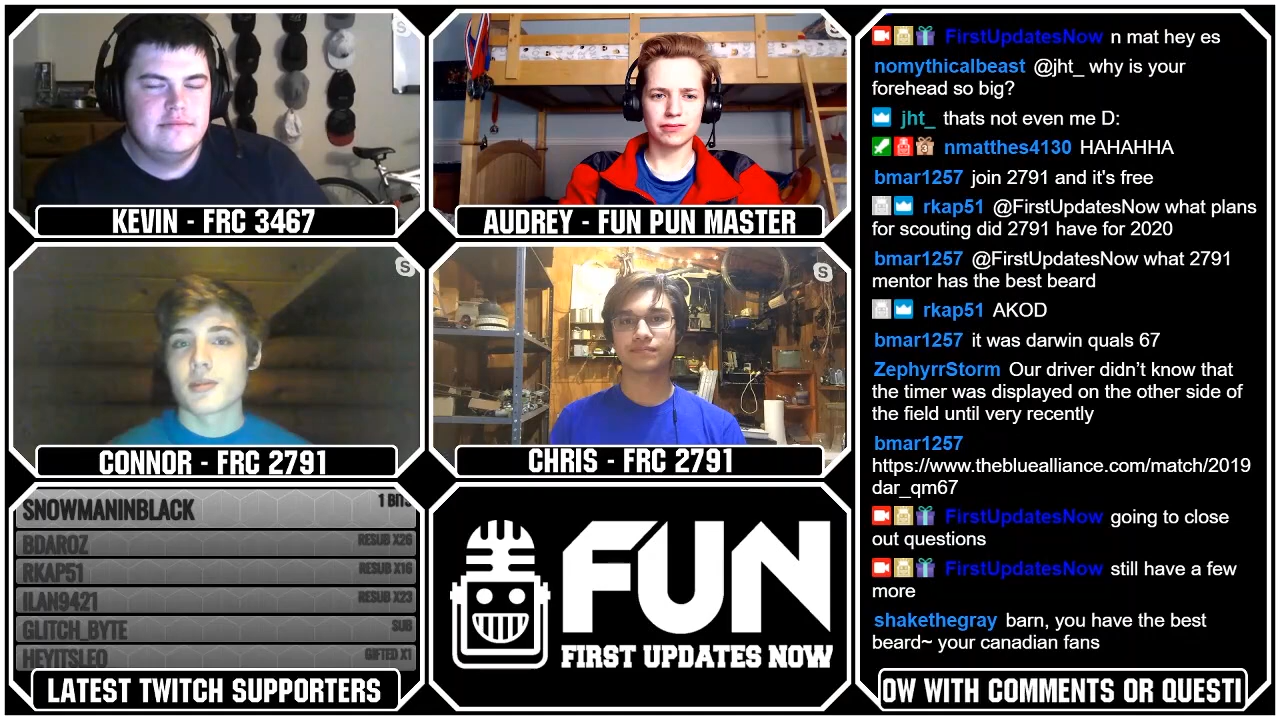 KEVIN - FRC 3467
AUDREY - FUN PUN MASTER
CONNOR - FRC 2791
CHRIS - FRC 2791
SNOWMANINBLACK 1 BITS
BDAROZ RESUB X26
RKAP51 RESUB X16
ILAN9421 RESUB X23
GLITCH_BYTE SUB
HEYITSLEO GIFTED X1
LATEST TWITCH SUPPORTERS
FUN
FIRST UPDATES NOW
FirstUpdatesNow n mat hey es
nomythicalbeast @jht_ why is your
forehead so big?
jht_ thats not even me D:
nmatthes4130 HAHAHHA
bmar1257 join 2791 and it's free
rkap51 @FirstUpdatesNow what plans
for scouting did 2791 have for 2020
bmar1257 @FirstUpdatesNow what 2791
mentor has the best beard
rkap51 AKOD
bmar1257 it was darwin quals 67
ZephyrrStorm Our driver didn’t know that
the timer was displayed on the other side of
the field until very recently
bmar1257
https://www.thebluealliance.com/match/2019
dar_qm67
FirstUpdatesNow going to close
out questions
FirstUpdatesNow still have a few
more
shakethegray barn, you have the best
beard~ your canadian fans
OW WITH COMMENTS OR QUESTI